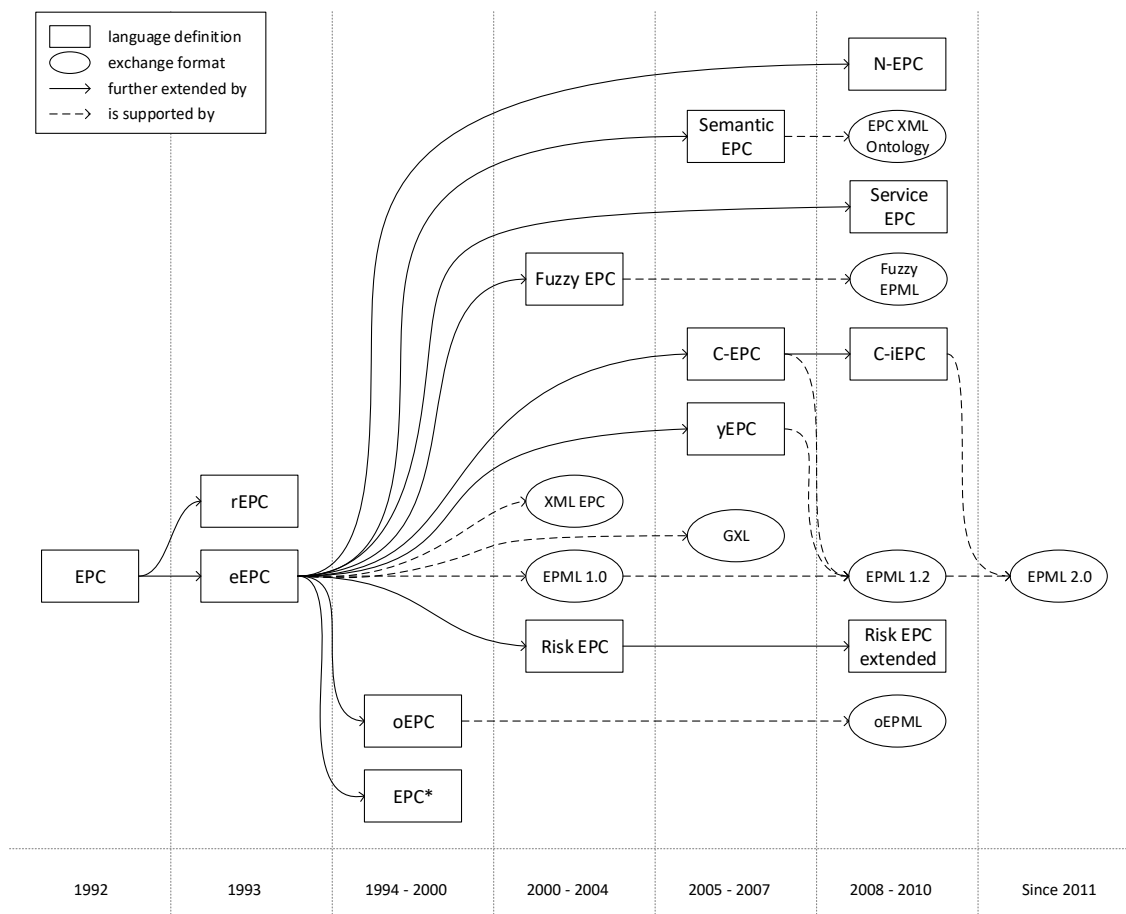 language definition
exchange format
further extended by
is supported by
N-EPC
Semantic
EPC
EPC XML
Ontology
Service
EPC
Fuzzy EPC
Fuzzy
EPML
C-EPC
C-iEPC
yEPC
rEPC
XML EPC
GXL
EPC
eEPC
EPML 1.0
EPML 1.2
EPML 2.0
Risk EPC
Risk EPC
extended
oEPC
oEPML
EPC*
1992
1993
1994 - 2000
2000 - 2004
2005 - 2007
2008 - 2010
Since 2011